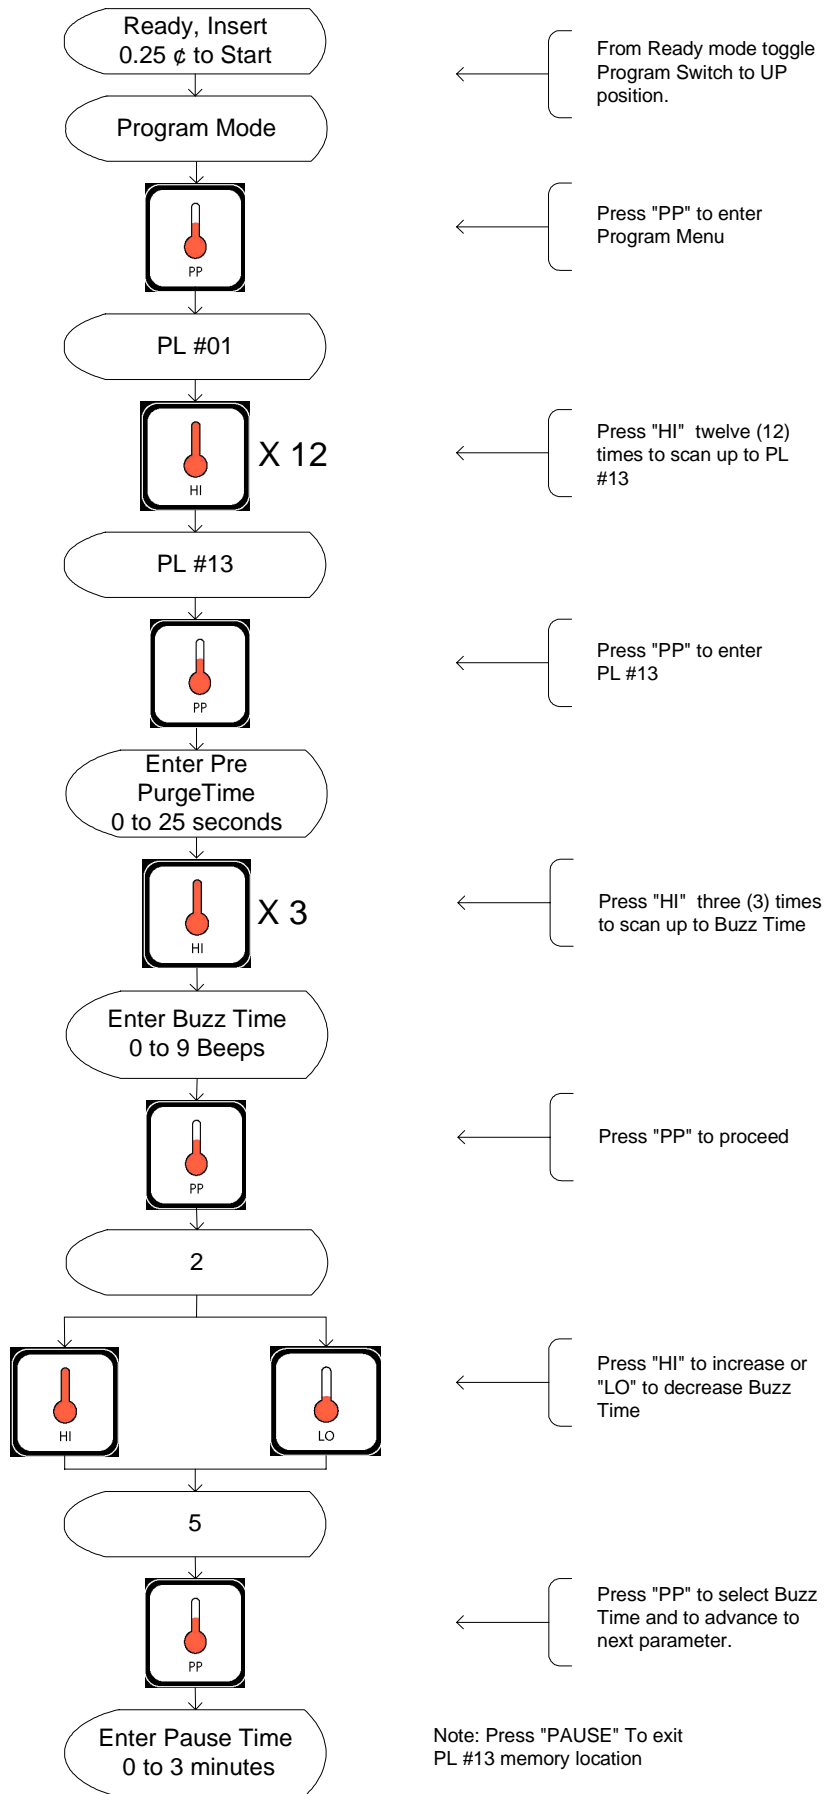 Ready, Insert
0.25 ¢ to Start
From Ready mode toggle
Program Switch to UP
position.
Program Mode
PP
Press "PP" to enter
Program Menu
PL #01
HI
X 12
Press "HI"  twelve (12)
times to scan up to PL
#13
PL #13
PP
Press "PP" to enter
PL #13
Enter Pre
PurgeTime
0 to 25 seconds
HI
X 3
Press "HI"  three (3) times
to scan up to Buzz Time
Enter Buzz Time
0 to 9 Beeps
PP
Press "PP" to proceed
2
HI
LO
Press "HI" to increase or
"LO" to decrease Buzz
Time
5
PP
Press "PP" to select Buzz
Time and to advance to
next parameter.
Enter Pause Time
0 to 3 minutes
Note: Press "PAUSE" To exit
PL #13 memory location